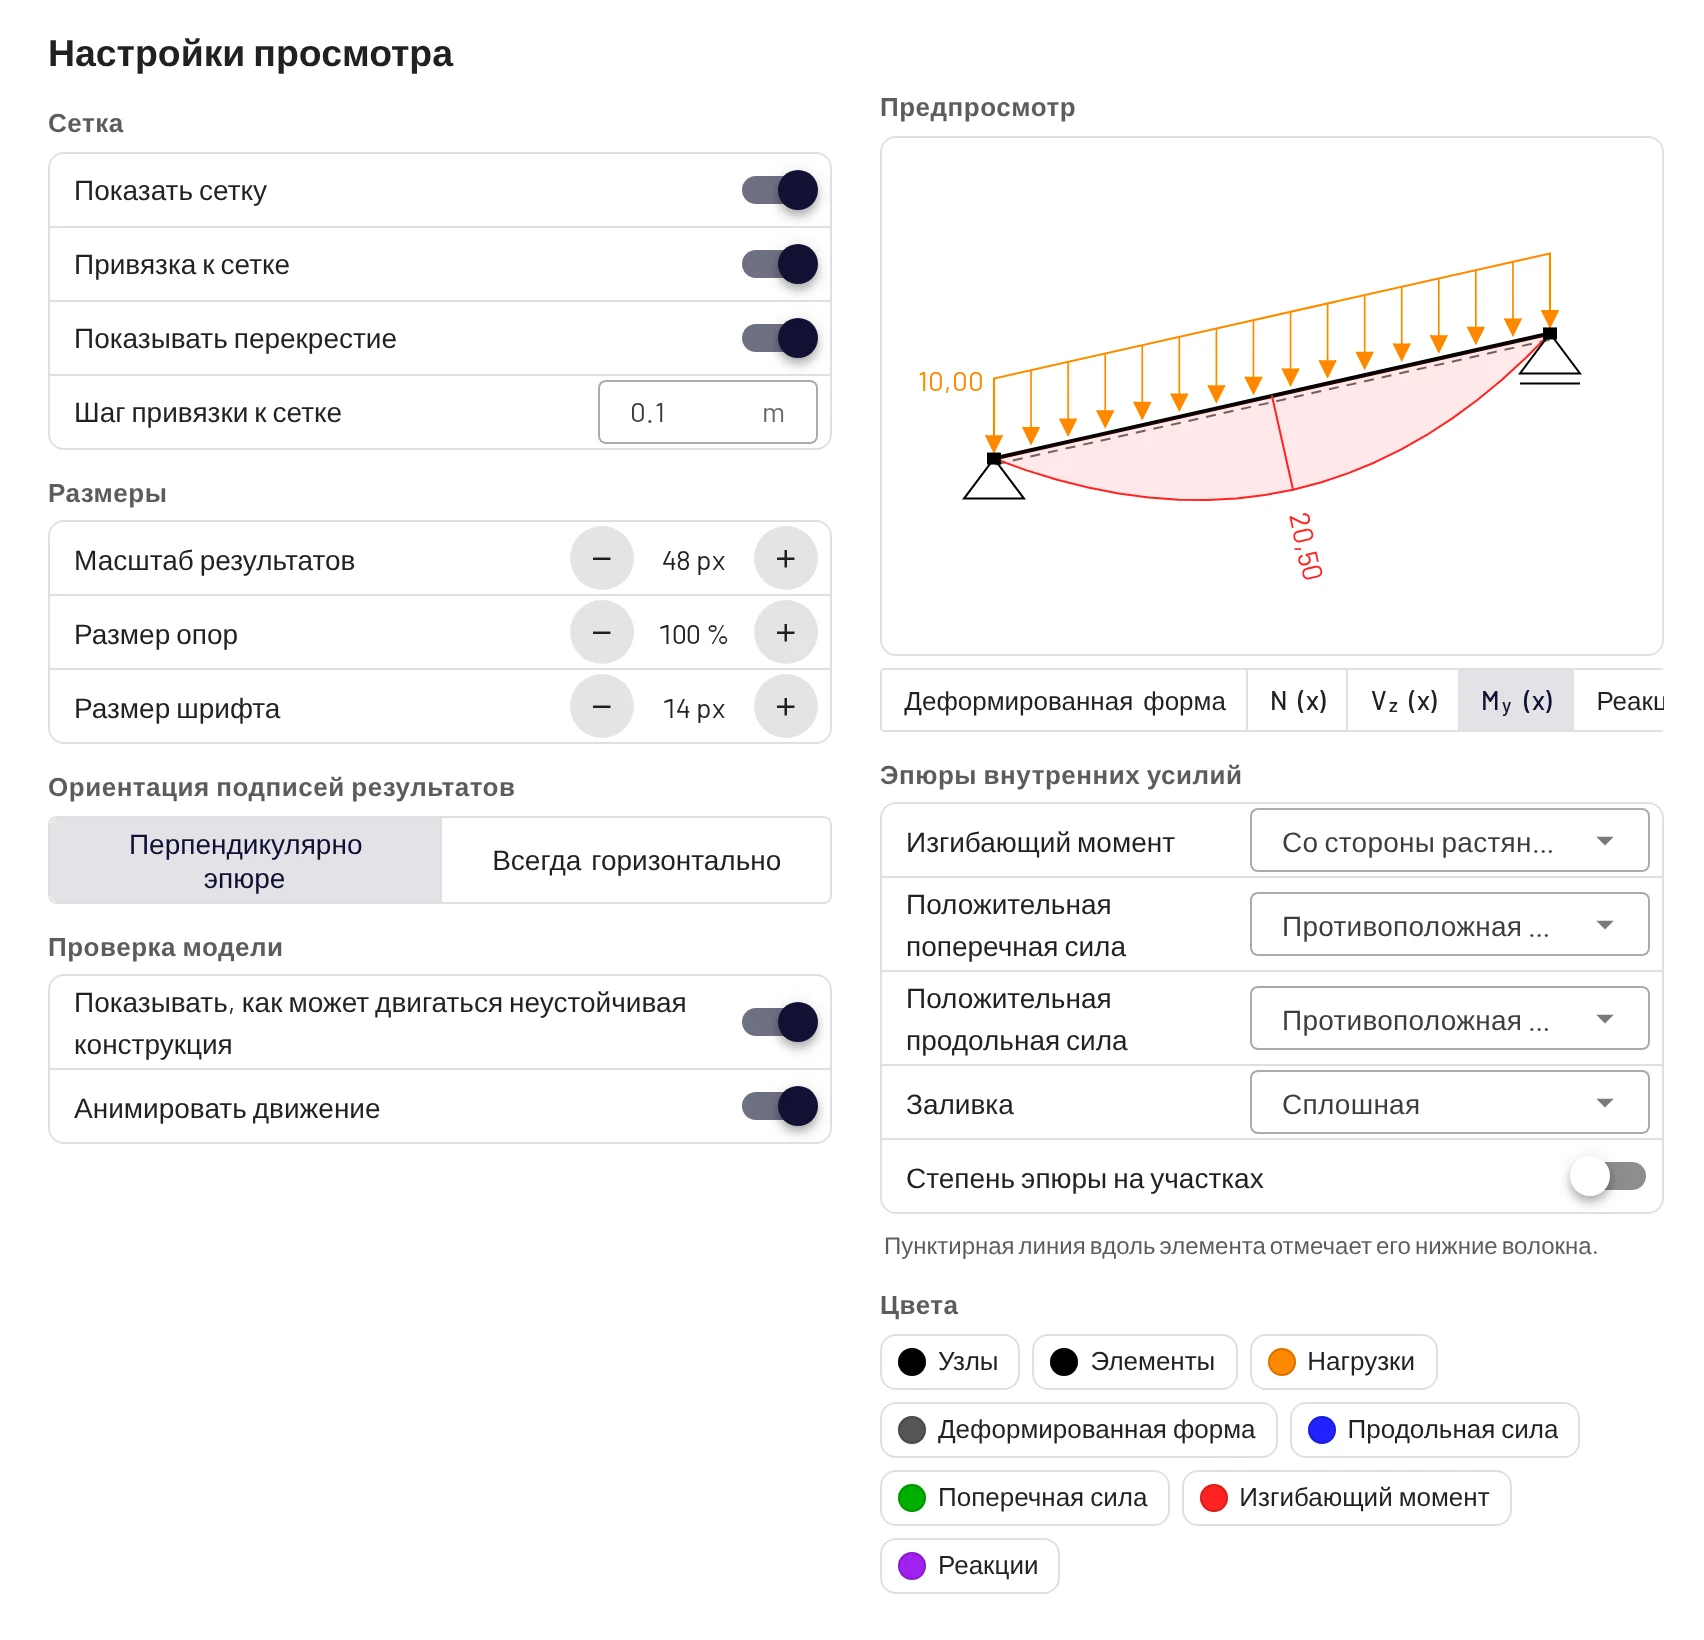 Настройки просмотра
Сетка
Показать сетку
Привязка к сетке
Показывать перекрестие
Шаг привязки к сетке
0.1 m
Размеры
Масштаб результатов
− 48 px +
Размер опор
− 100 % +
Размер шрифта
− 14 px +
Ориентация подписей результатов
Перпендикулярно
эпюре
Всегда горизонтально
Проверка модели
Показывать, как может двигаться неустойчивая
конструкция
Анимировать движение
Предпросмотр
10,00
20,50
Деформированная форма
N (x)
Vz (x)
My (x)
Реакц
Эпюры внутренних усилий
Изгибающий момент
Со стороны растян...
Положительная
поперечная сила
Противоположная ...
Положительная
продольная сила
Противоположная ...
Заливка
Сплошная
Степень эпюры на участках
Пунктирная линия вдоль элемента отмечает его нижние волокна.
Цвета
Узлы
Элементы
Нагрузки
Деформированная форма
Продольная сила
Поперечная сила
Изгибающий момент
Реакции